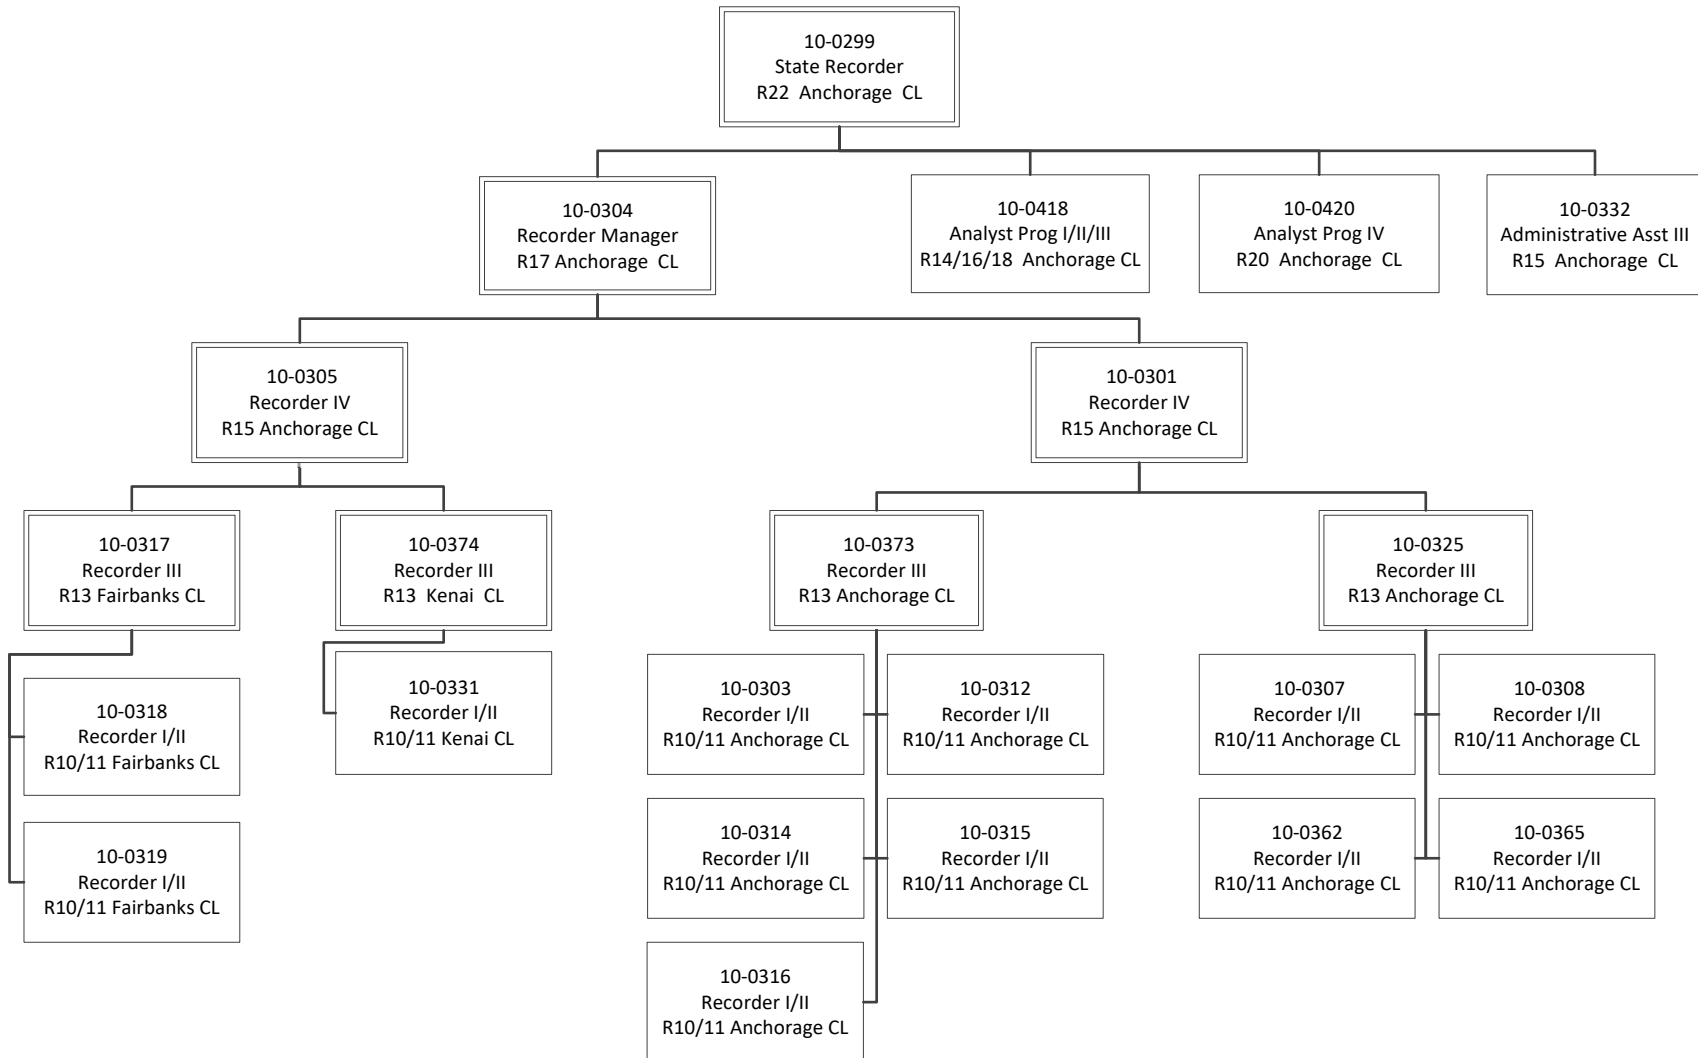 10-0299
State Recorder
R22 Anchorage CL
10-0304
Recorder Manager
R17 Anchorage CL
10-0418
Analyst Prog I/II/III
R14/16/18 Anchorage CL
10-0420
Analyst Prog IV
R20 Anchorage CL
10-0332
Administrative Asst III
R15 Anchorage CL
10-0305
Recorder IV
R15 Anchorage CL
10-0301
Recorder IV
R15 Anchorage CL
10-0317
Recorder III
R13 Fairbanks CL
10-0374
Recorder III
R13 Kenai CL
10-0373
Recorder III
R13 Anchorage CL
10-0325
Recorder III
R13 Anchorage CL
10-0318
Recorder I/II
R10/11 Fairbanks CL
10-0331
Recorder I/II
R10/11 Kenai CL
10-0303
Recorder I/II
R10/11 Anchorage CL
10-0312
Recorder I/II
R10/11 Anchorage CL
10-0307
Recorder I/II
R10/11 Anchorage CL
10-0308
Recorder I/II
R10/11 Anchorage CL
10-0319
Recorder I/II
R10/11 Fairbanks CL
10-0314
Recorder I/II
R10/11 Anchorage CL
10-0315
Recorder I/II
R10/11 Anchorage CL
10-0362
Recorder I/II
R10/11 Anchorage CL
10-0365
Recorder I/II
R10/11 Anchorage CL
10-0316
Recorder I/II
R10/11 Anchorage CL